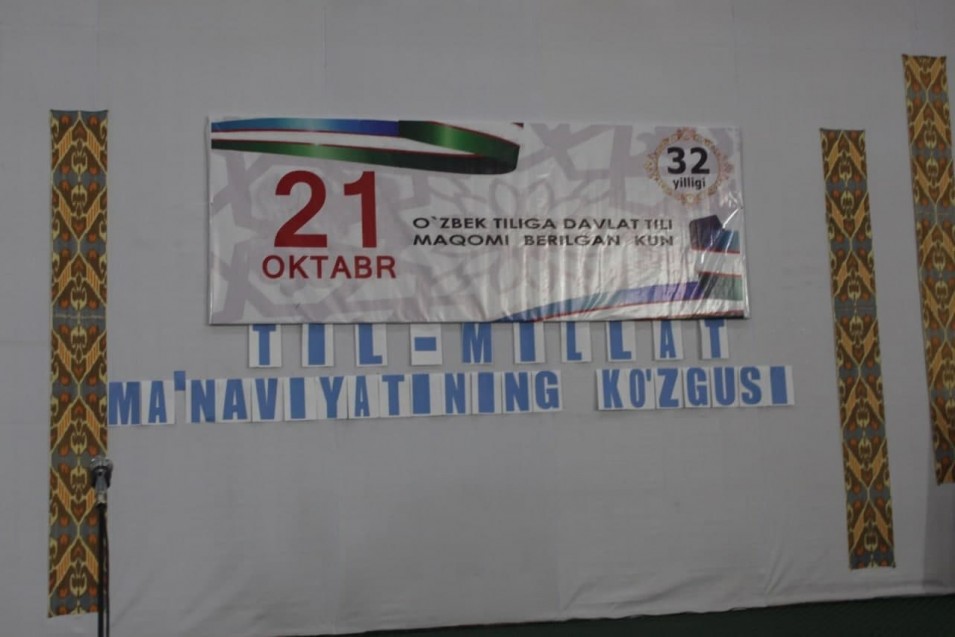 32
yilligi
21
OKTABR
O`ZBEK TILIGA DAVLAT TILI
MAQOMI BERILGAN KUN
TIL-MILLAT
MA'NAVIYATINING KO'ZGUSI